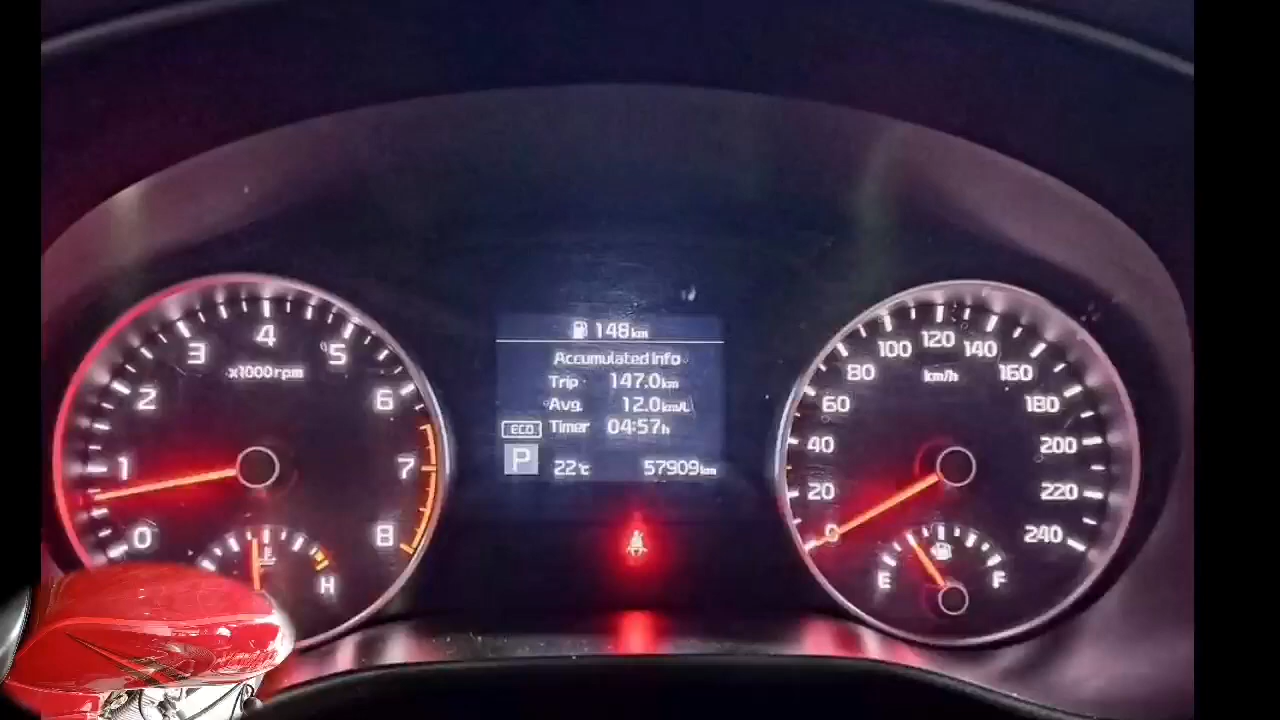 148km
Accumulated Info
Trip 147.0km
Avg. 12.0km/L
ECO Timer 04:57h
P 22°C 57909km
0
1
2
3
4
5
6
7
8
x1000rpm
H
0
20
40
60
80
100
120
140
160
180
200
220
240
km/h
E
F